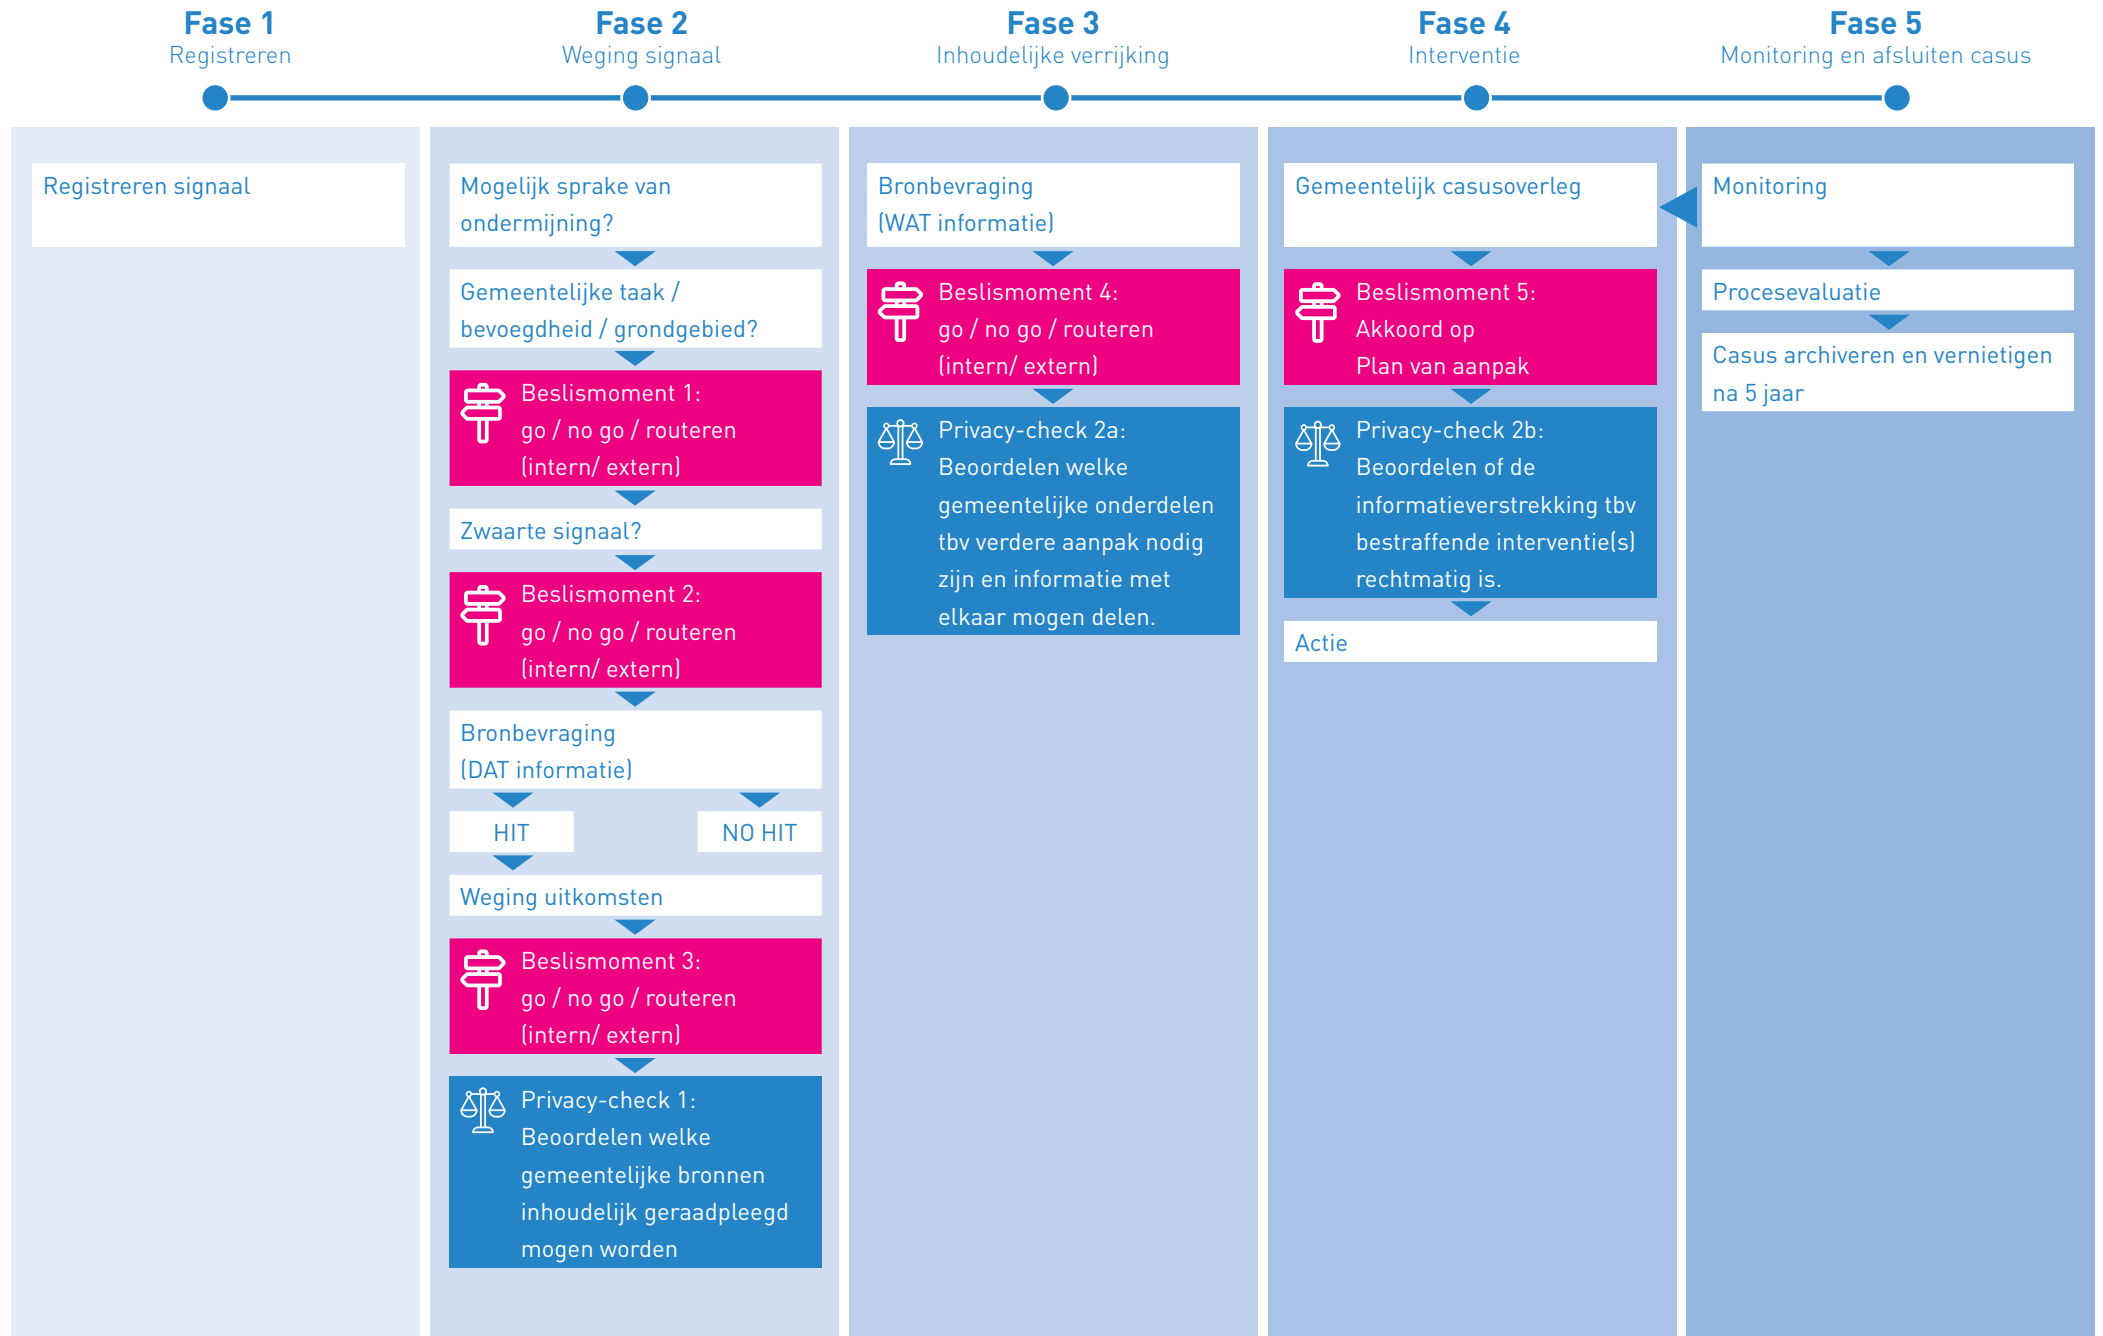 Fase 1
Registreren
Fase 2
Weging signaal
Fase 3
Inhoudelijke verrijking
Fase 4
Interventie
Fase 5
Monitoring en afsluiten casus
Registreren signaal
Mogelijk sprake van
ondermijning?
Gemeentelijke taak /
bevoegdheid / grondgebied?
Beslismoment 1:
go / no go / routeren
(intern/ extern)
Zwaarte signaal?
Beslismoment 2:
go / no go / routeren
(intern/ extern)
Bronbevraging
(DAT informatie)
HIT
NO HIT
Weging uitkomsten
Beslismoment 3:
go / no go / routeren
(intern/ extern)
Privacy-check 1:
Beoordelen welke
gemeentelijke bronnen
inhoudelijk geraadpleegd
mogen worden
Bronbevraging
(WAT informatie)
Beslismoment 4:
go / no go / routeren
(intern/ extern)
Privacy-check 2a:
Beoordelen welke
gemeentelijke onderdelen
tbv verdere aanpak nodig
zijn en informatie met
elkaar mogen delen.
Gemeentelijk casusoverleg
Beslismoment 5:
Akkoord op
Plan van aanpak
Privacy-check 2b:
Beoordelen of de
informatieverstrekking tbv
bestraffende interventie(s)
rechtmatig is.
Actie
Monitoring
Procesevaluatie
Casus archiveren en vernietigen
na 5 jaar